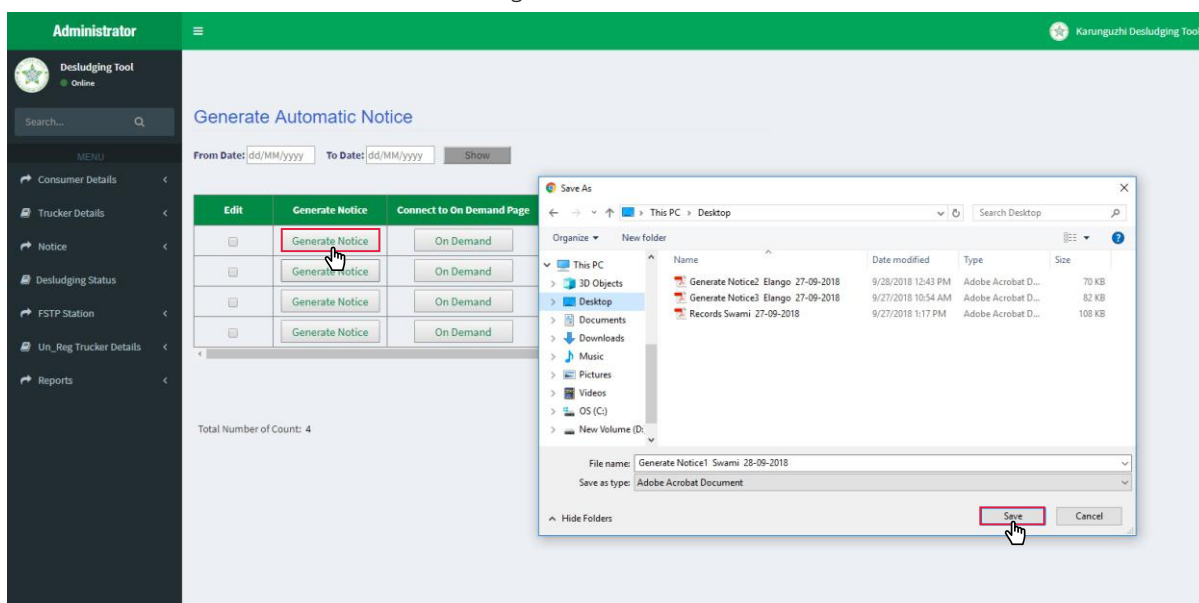 Administrator
Karunguzhi Desludging Tool
Desludging Tool
Online
Search...
MENU
Consumer Details
Trucker Details
Notice
Desludging Status
FSTP Station
Un_Reg Trucker Details
Reports
Generate Automatic Notice
From Date: dd/MM/yyyy To Date: dd/MM/yyyy Show
Edit Generate Notice Connect to On Demand Page
Generate Notice On Demand
Generate Notice On Demand
Generate Notice On Demand
Generate Notice On Demand
Total Number of Count: 4
Save As
This PC > Desktop
Search Desktop
Organize New folder
This PC
3D Objects
Desktop
Documents
Downloads
Music
Pictures
Videos
OS (C:)
New Volume (D:
Name Date modified Type Size
Generate Notice2 Elango 27-09-2018 9/28/2018 12:43 PM Adobe Acrobat D... 70 KB
Generate Notice3 Elango 27-09-2018 9/27/2018 10:54 AM Adobe Acrobat D... 82 KB
Records Swami 27-09-2018 9/27/2018 1:17 PM Adobe Acrobat D... 108 KB
File name: Generate Notice1 Swami 28-09-2018
Save as type: Adobe Acrobat Document
Hide Folders
Save Cancel